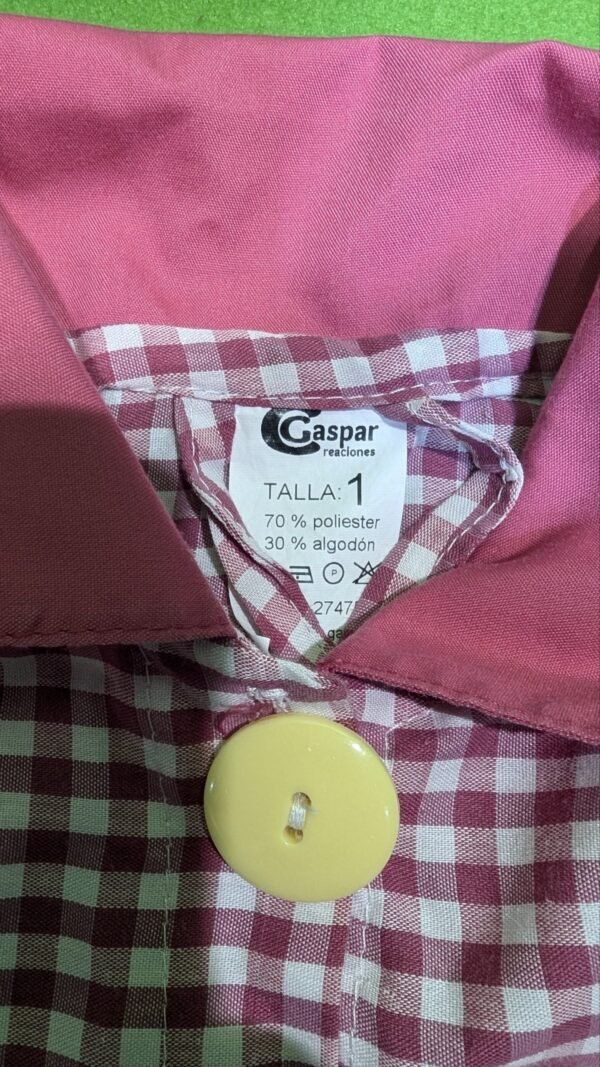 Gaspar
reaciones
TALLA: 1
70 % poliester
30 % algodón
P